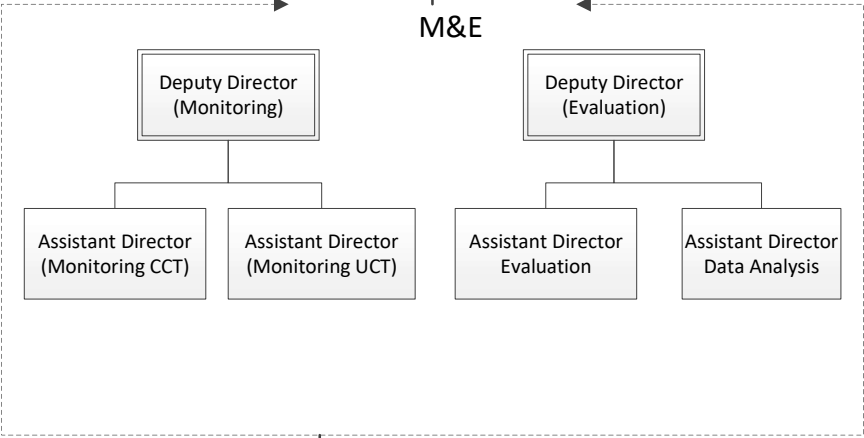 M&E
Deputy Director
(Monitoring)
Deputy Director
(Evaluation)
Assistant Director
(Monitoring CCT)
Assistant Director
(Monitoring UCT)
Assistant Director
Evaluation
Assistant Director
Data Analysis